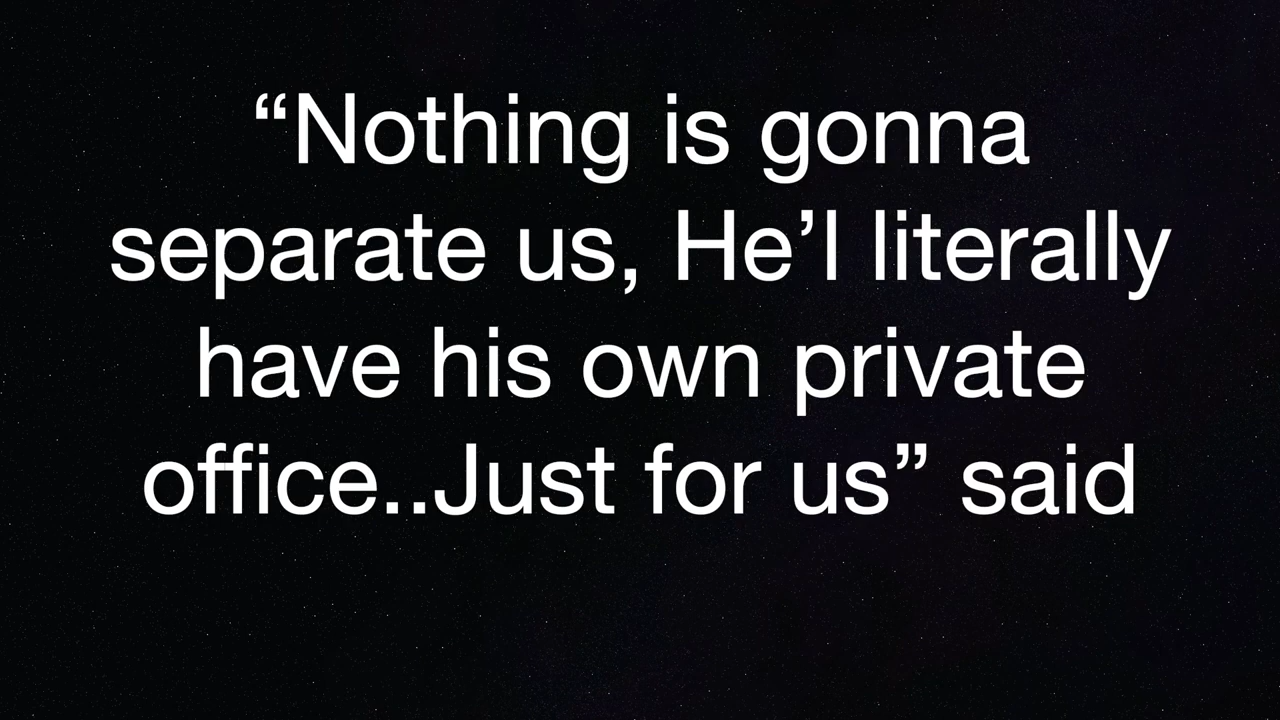 “Nothing is gonna
separate us, He’l literally
have his own private
office..Just for us” said